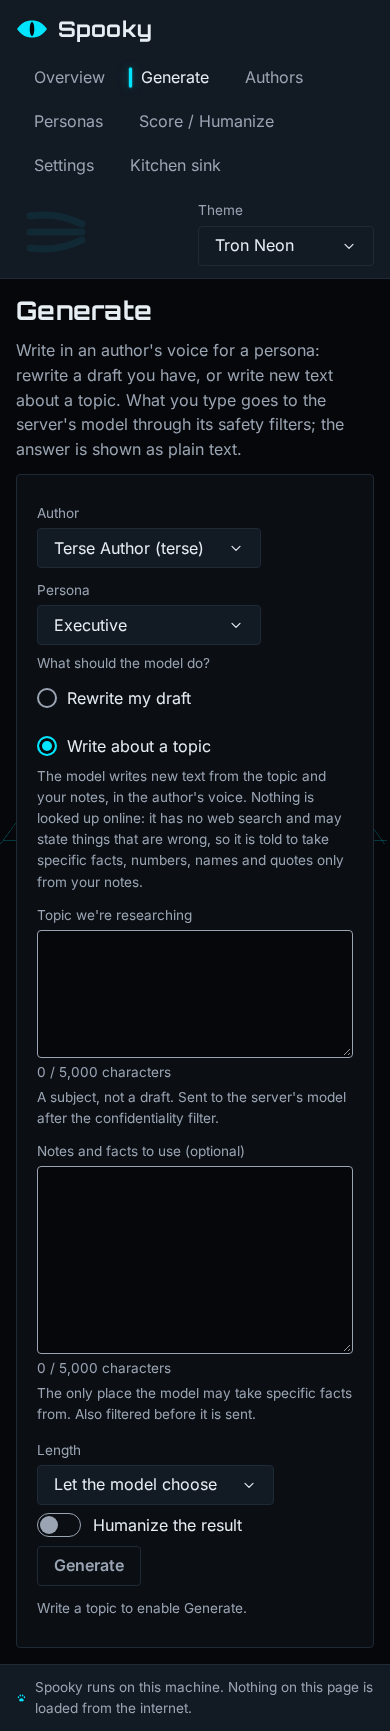 Spooky
Overview
Generate
Authors
Personas
Score / Humanize
Settings
Kitchen sink
Theme
Tron Neon
Generate
Write in an author's voice for a persona:
rewrite a draft you have, or write new text
about a topic. What you type goes to the
server's model through its safety filters; the
answer is shown as plain text.
Author
Terse Author (terse)
Persona
Executive
What should the model do?
Rewrite my draft
Write about a topic
The model writes new text from the topic and
your notes, in the author's voice. Nothing is
looked up online: it has no web search and may
state things that are wrong, so it is told to take
specific facts, numbers, names and quotes only
from your notes.
Topic we're researching
0 / 5,000 characters
A subject, not a draft. Sent to the server's model
after the confidentiality filter.
Notes and facts to use (optional)
0 / 5,000 characters
The only place the model may take specific facts
from. Also filtered before it is sent.
Length
Let the model choose
Humanize the result
Generate
Write a topic to enable Generate.
Spooky runs on this machine. Nothing on this page is
loaded from the internet.